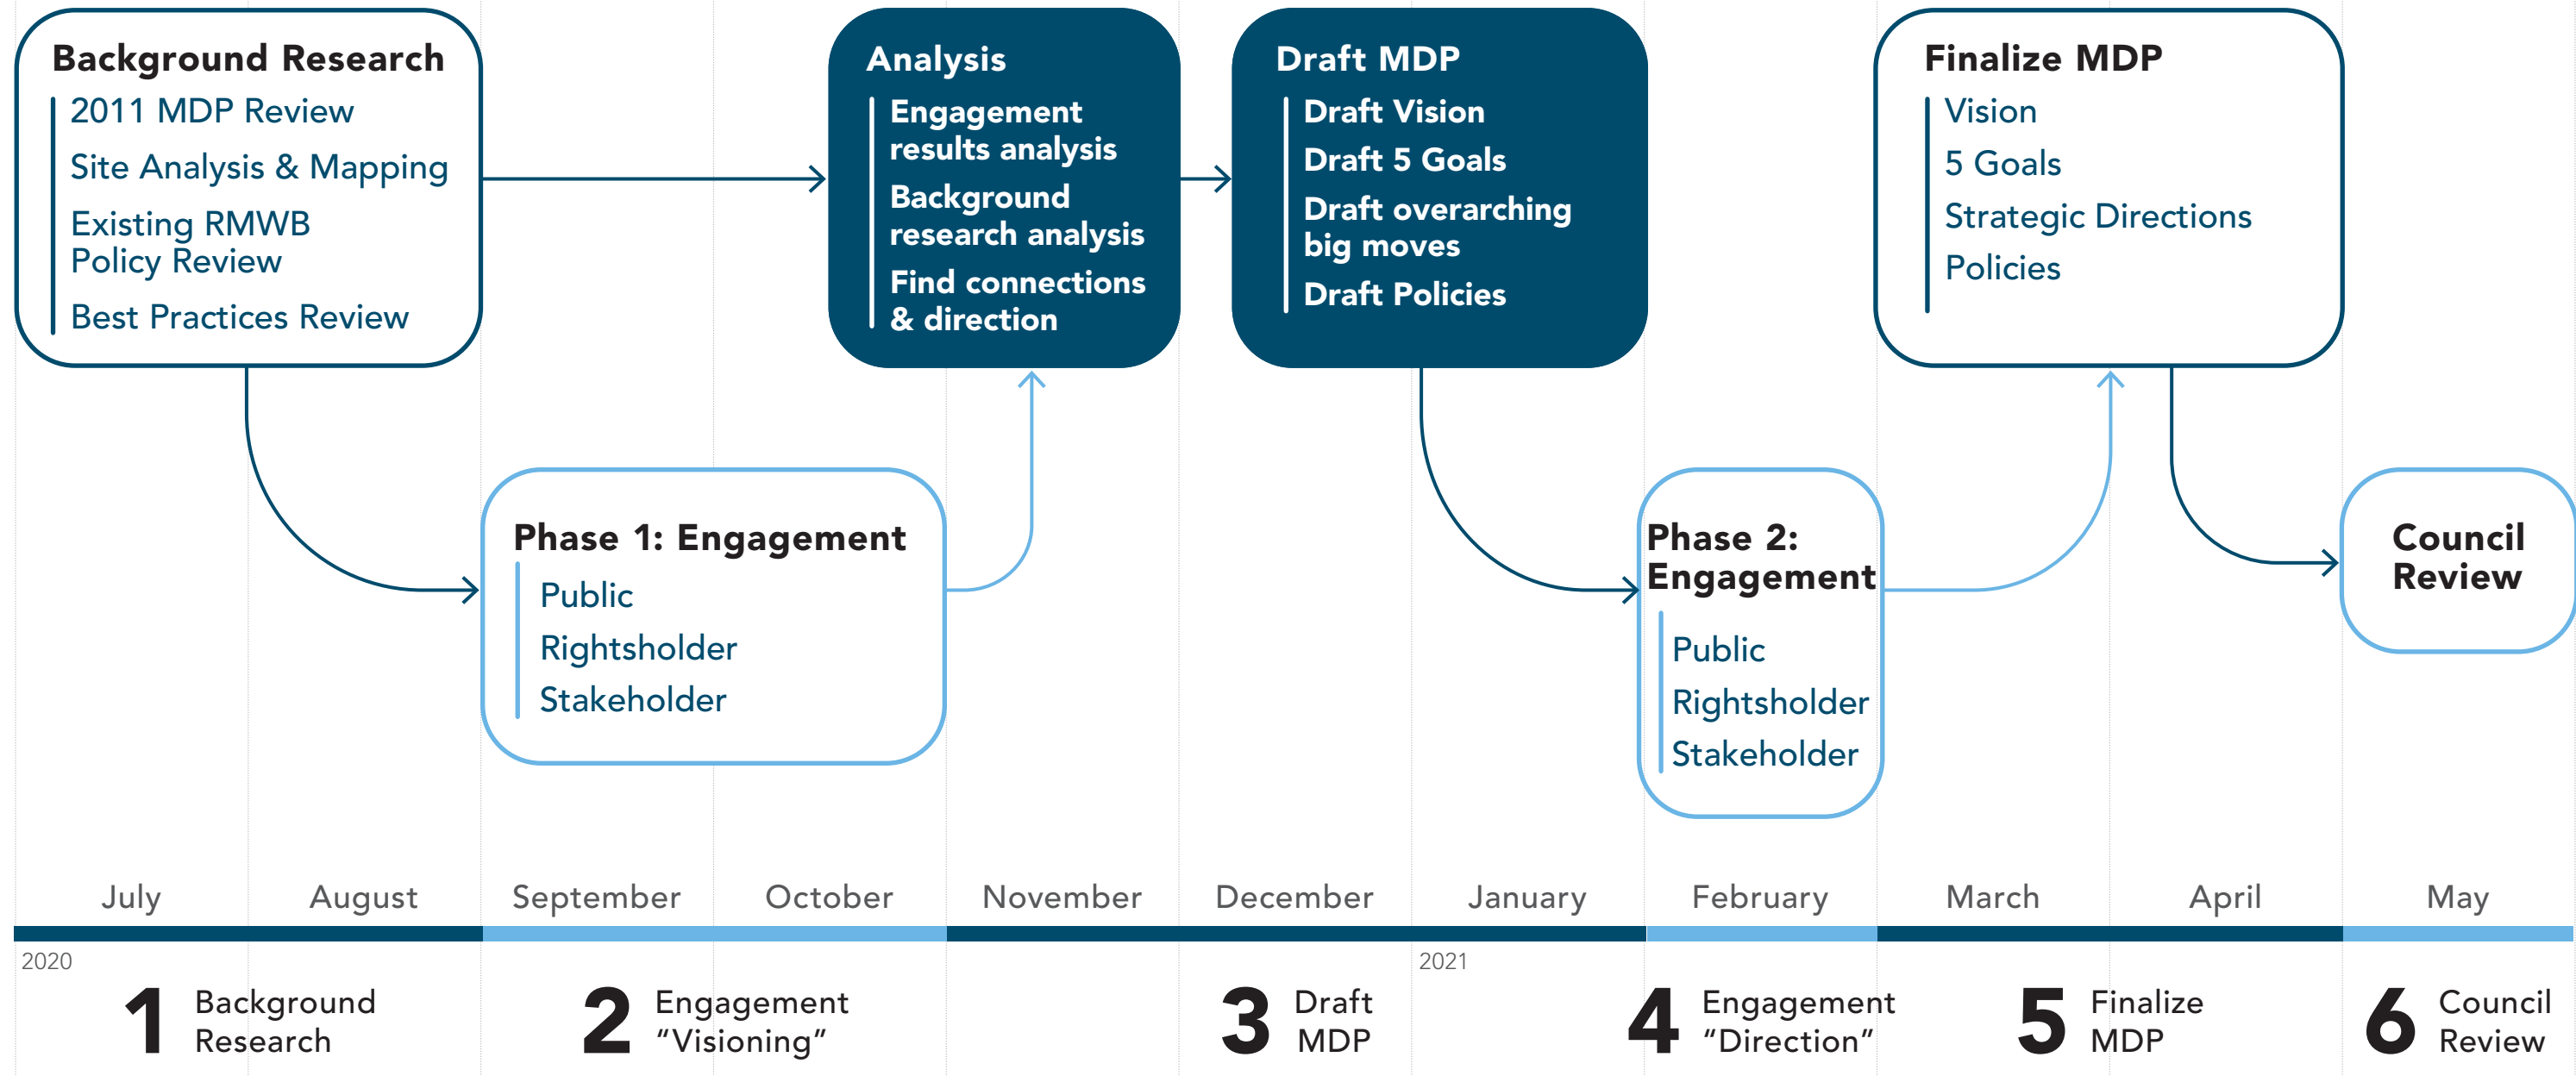 Background Research
2011 MDP Review
Site Analysis & Mapping
Existing RMWB
Policy Review
Best Practices Review
Analysis
Engagement
results analysis
Background
research analysis
Find connections
& direction
Draft MDP
Draft Vision
Draft 5 Goals
Draft overarching
big moves
Draft Policies
Finalize MDP
Vision
5 Goals
Strategic Directions
Policies
Phase 1: Engagement
Public
Rightsholder
Stakeholder
Phase 2:
Engagement
Public
Rightsholder
Stakeholder
Council
Review
July August September October November December January February March April May
2020 2021
1 Background
Research
2 Engagement
“Visioning”
3 Draft
MDP
4 Engagement
“Direction”
5 Finalize
MDP
6 Council
Review